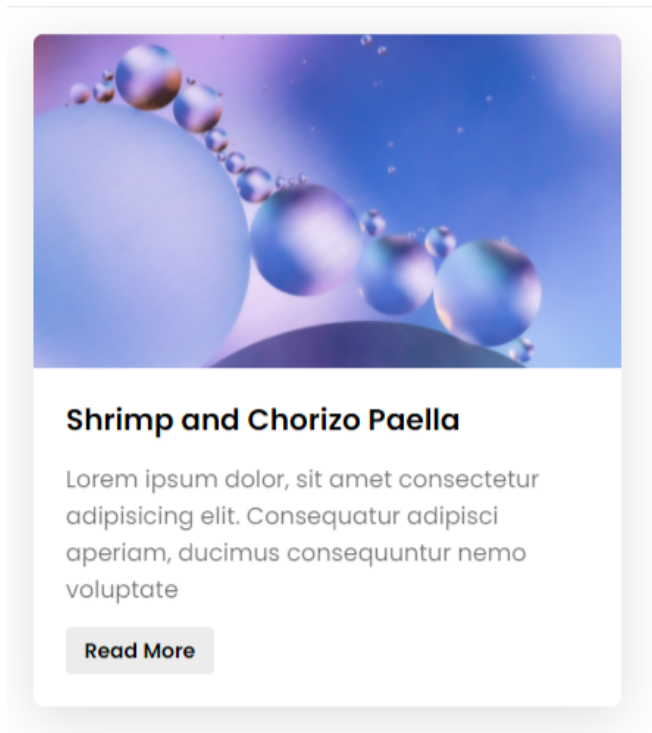 Shrimp and Chorizo Paella
Lorem ipsum dolor, sit amet consectetur
adipisicing elit. Consequatur adipisci
aperiam, ducimus consequuntur nemo
voluptate
Read More